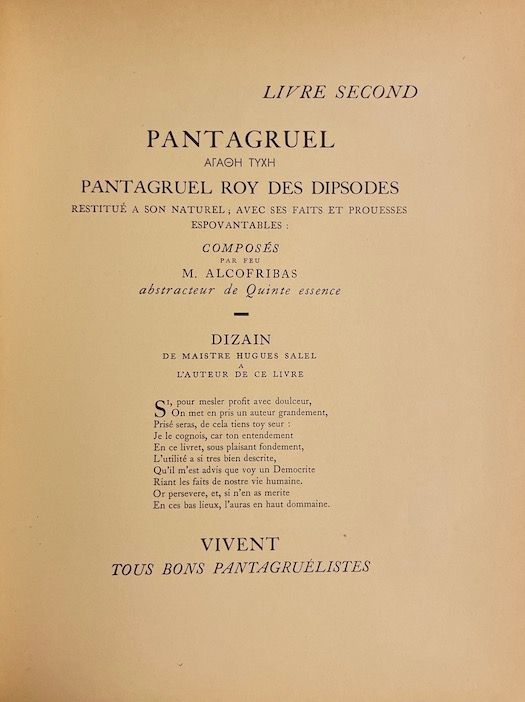 LIVRE SECOND
PANTAGRUEL
ΑΓΑΘΗ ΤΥΧΗ
PANTAGRUEL ROY DES DIPSODES
RESTITUÉ A SON NATUREL; AVEC SES FAITS ET PROUESSES
ESPOVANTABLES :
COMPOSÉS
PAR FEU
M. ALCOFRIBAS
abstracteur de Quinte essence
DIZAIN
DE MAISTRE HUGUES SALEL
A
L'AUTEUR DE CE LIVRE
SI, pour mesler profit avec doulceur,
On met en pris un auteur grandement,
Prisé seras, de cela tiens toy seur :
Je le cognois, car ton entendement
En ce livret, sous plaisant fondement,
L'utilité a si tres bien descrite,
Qu'il m'est advis que voy un Democrite
Riant les faits de nostre vie humaine.
Or persevere, et, si n'en as merite
En ces bas lieux, l'auras en haut dommaine.
VIVENT
TOUS BONS PANTAGRUÉLISTES